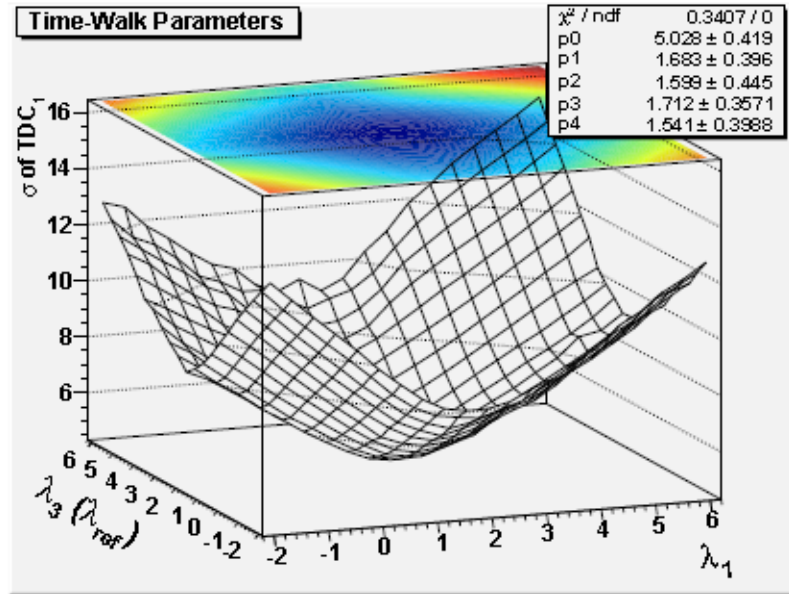 Time-Walk Parameters
χ² / ndf 0.3407 / 0
p0 5.028 ± 0.419
p1 1.683 ± 0.396
p2 1.599 ± 0.445
p3 1.712 ± 0.3571
p4 1.541 ± 0.3988
σ of TDC₁
16
14
12
10
8
6
6 5 4 3 2 1 0 -1 -2
λ₃ (λref)
-2 -1 0 1 2 3 4 5 6
λ₁